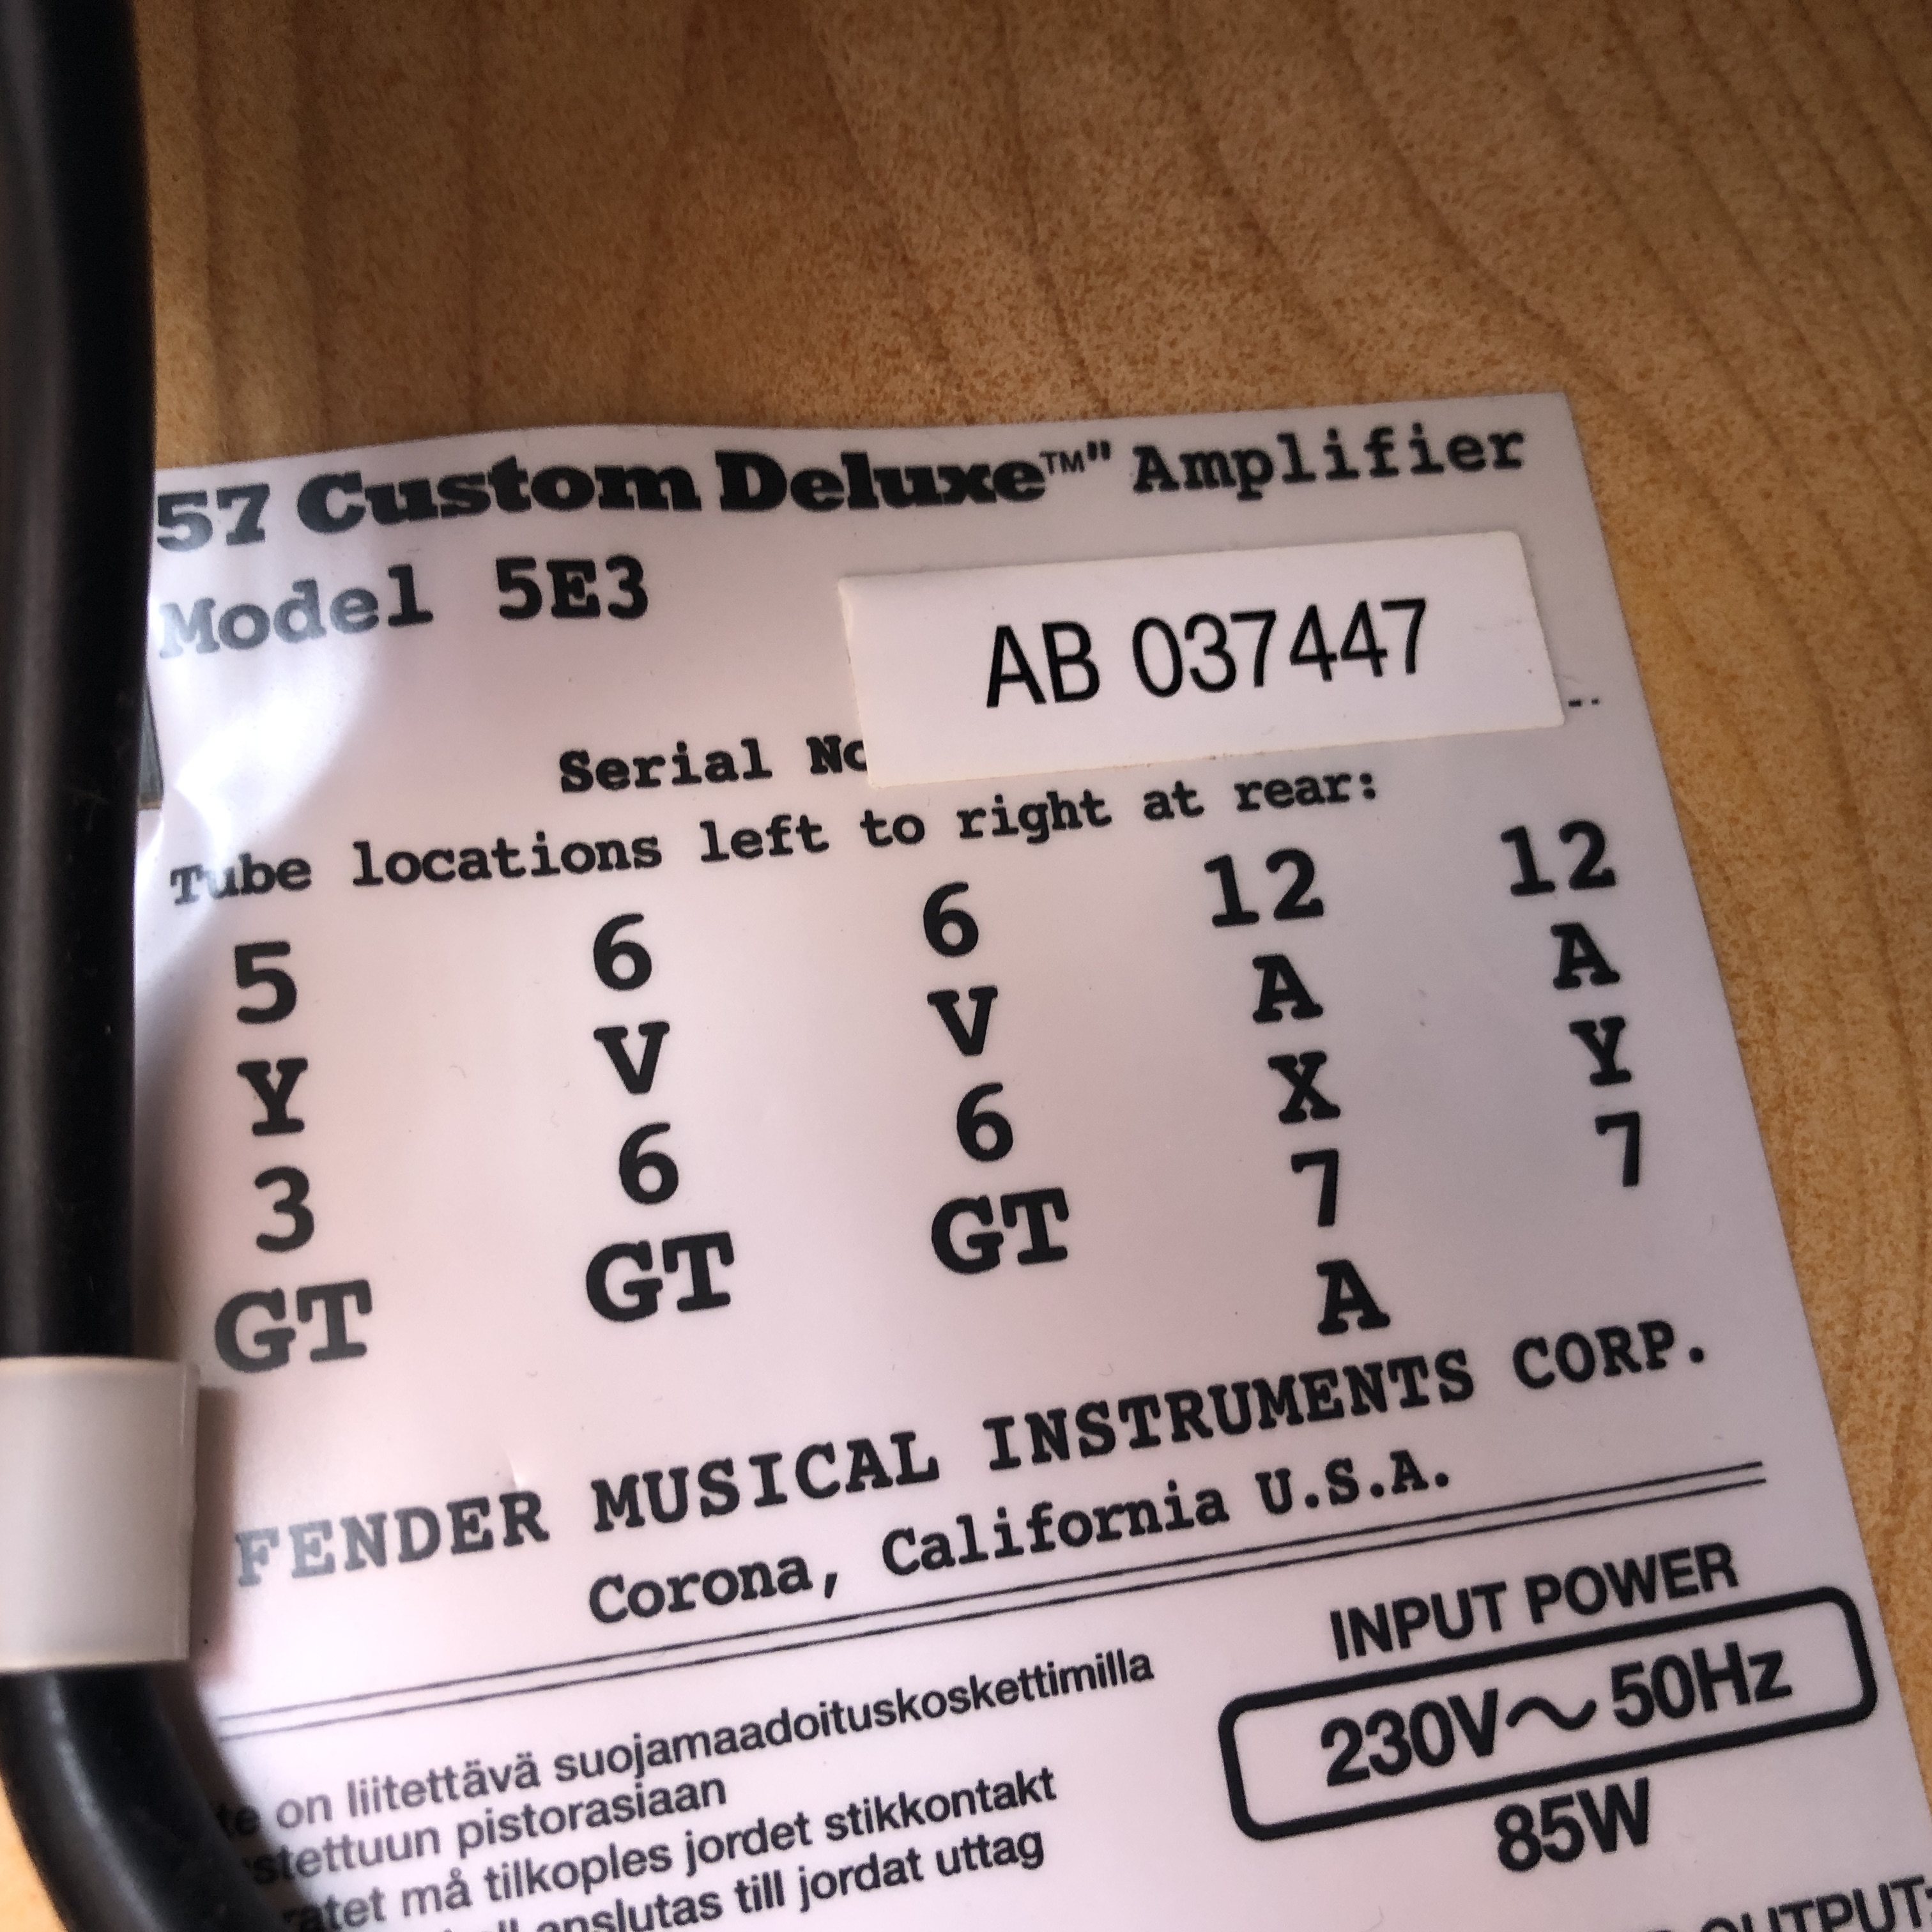 57 Custom Deluxe™" Amplifier
Model 5E3
AB 037447
Serial No
Tube locations left to right at rear:
5 6 6 12 12
Y V V A A
3 6 6 X Y
GT GT GT 7 7
A
FENDER MUSICAL INSTRUMENTS CORP.
Corona, California U.S.A.
INPUT POWER
230V~50Hz
85W
on liitettävä suojamaadoituskoskettimilla
pistorasiaan
må tilkoples jordet stikkontakt
anslutas till jordat uttag
OUTPUT: